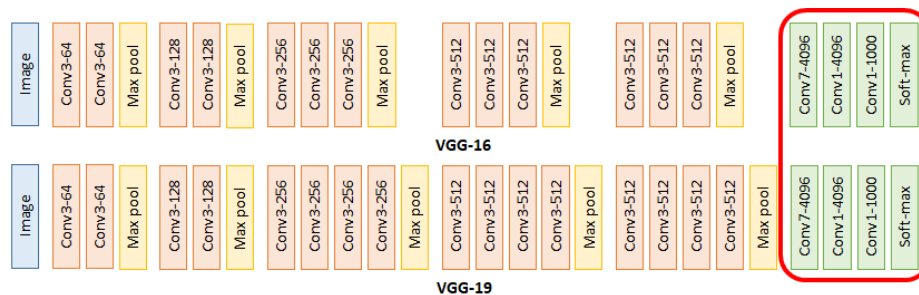 Image
Conv3-64
Conv3-64
Max pool
Conv3-128
Conv3-128
Max pool
Conv3-256
Conv3-256
Conv3-256
Max pool
Conv3-512
Conv3-512
Conv3-512
Max pool
Conv3-512
Conv3-512
Conv3-512
Max pool
Conv7-4096
Conv1-4096
Conv1-1000
Soft-max
VGG-16
Image
Conv3-64
Conv3-64
Max pool
Conv3-128
Conv3-128
Max pool
Conv3-256
Conv3-256
Conv3-256
Conv3-256
Max pool
Conv3-512
Conv3-512
Conv3-512
Conv3-512
Max pool
Conv3-512
Conv3-512
Conv3-512
Conv3-512
Max pool
Conv7-4096
Conv1-4096
Conv1-1000
Soft-max
VGG-19